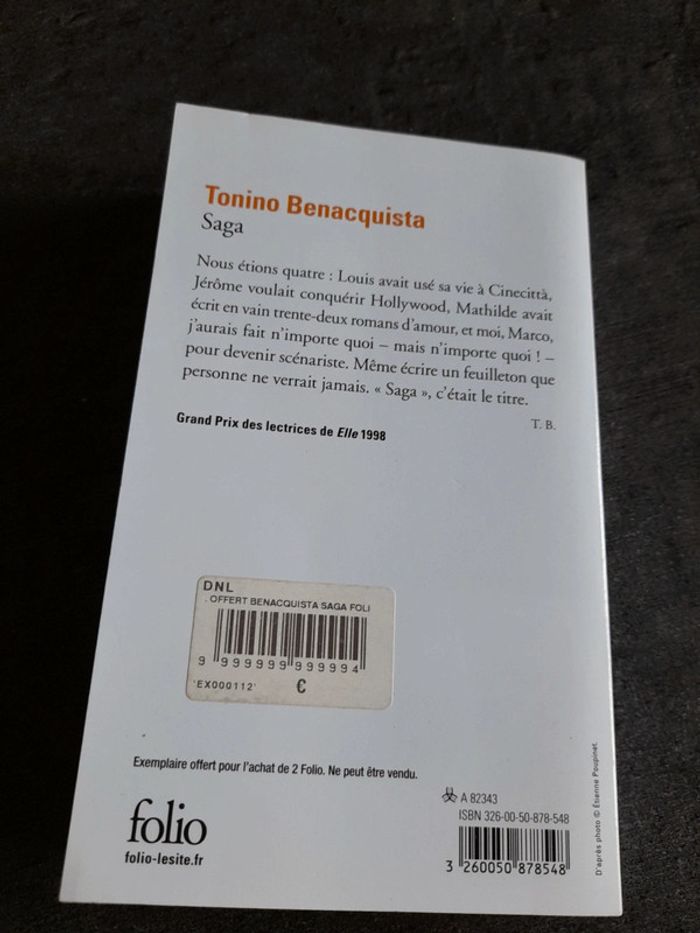 Tonino Benacquista
Saga
Nous étions quatre : Louis avait usé sa vie à Cinecittà,
Jérôme voulait conquérir Hollywood, Mathilde avait
écrit en vain trente-deux romans d'amour, et moi, Marco,
j'aurais fait n'importe quoi – mais n'importe quoi ! –
pour devenir scénariste. Même écrire un feuilleton que
personne ne verrait jamais. « Saga », c'était le titre.
T. B.
Grand Prix des lectrices de Elle 1998
DNL
. OFFERT BENACQUISTA SAGA FOLI
9 999999 999994
'EX000112' €
Exemplaire offert pour l'achat de 2 Folio. Ne peut être vendu.
folio
folio-lesite.fr
A 82343
ISBN 326-00-50-878-548
3 260050 878548
D'après photo © Étienne Poupinet.